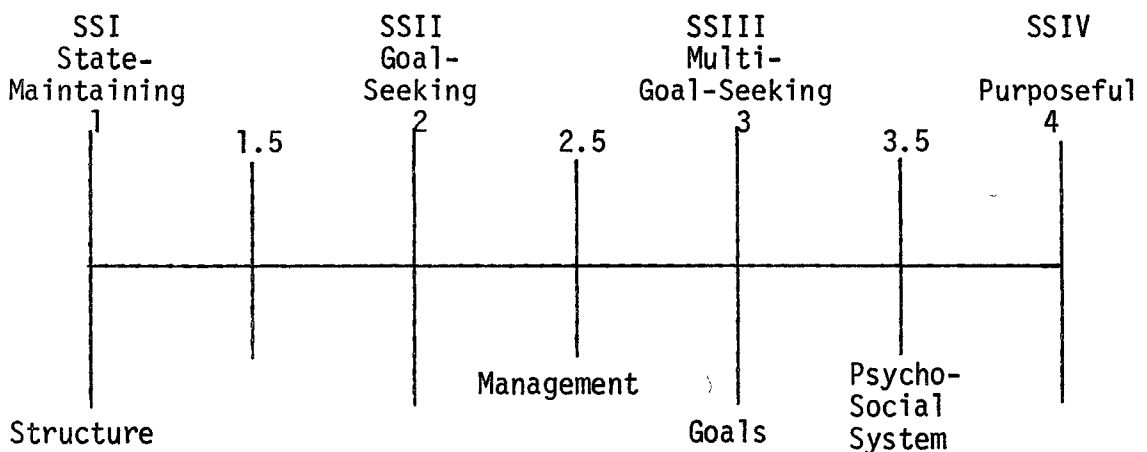 SSI SSII SSIII SSIV
State- Goal- Multi-
Maintaining Seeking Goal-Seeking Purposeful
1 2 3 4
1.5 2.5 3.5
Management Psycho-
Social
Structure Goals System